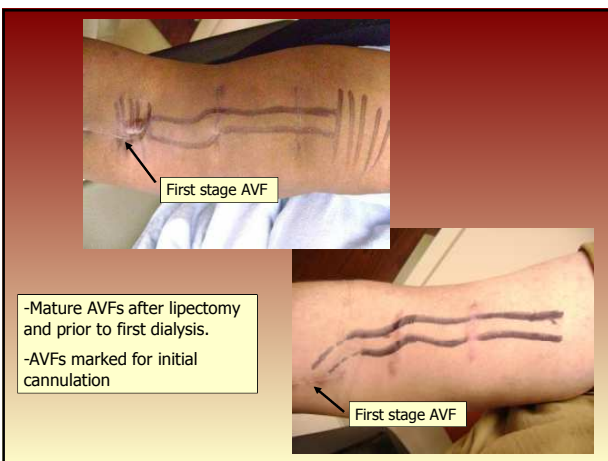 First stage AVF
-Mature AVFs after lipectomy
and prior to first dialysis.
-AVFs marked for initial
cannulation
First stage AVF